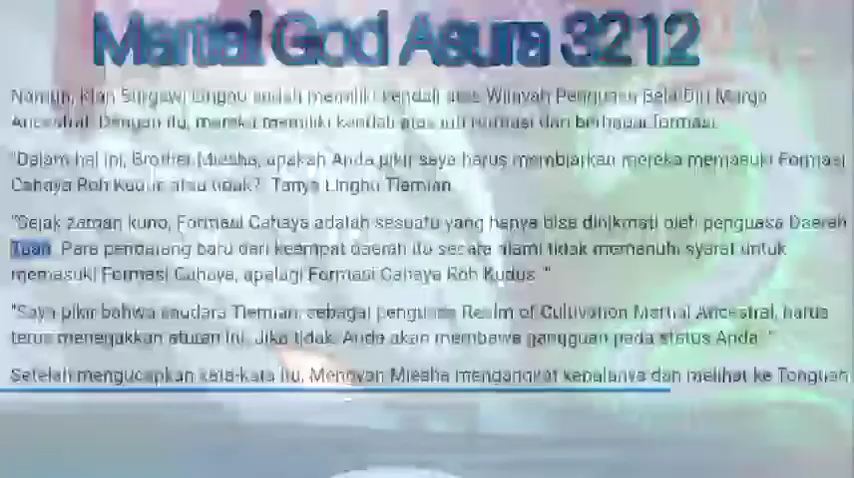 Martial God Asura 3212
Namun, Klan Surgawi Linghu sudah memiliki kendali atas Wilayah Penguasa Bela Diri Marga
Ancestral. Dengan itu, mereka memiliki kendali atas inti formasi dari berbagai formasi.
"Dalam hal ini, Brother Miesha, apakah Anda pikir saya harus membiarkan mereka memasuki Formasi
Cahaya Roh Kudus atau tidak? Tanya Linghu Tiemian.
"Sejak zaman kuno, Formasi Cahaya adalah sesuatu yang hanya bisa dinikmati oleh penguasa Daerah
Tuan. Para pendatang baru dari keempat daerah itu secara alami tidak memenuhi syarat untuk
memasuki Formasi Cahaya, apalagi Formasi Cahaya Roh Kudus. "
"Saya pikir bahwa saudara Tiemian, sebagai penguasa Realm of Cultivation Martial Ancestral, harus
terus menegakkan aturan ini. Jika tidak, Anda akan membawa gangguan pada status Anda. "
Setelah mengucapkan kata-kata itu, Mengyan Miesha mengangkat kepalanya dan melihat ke Tongtian